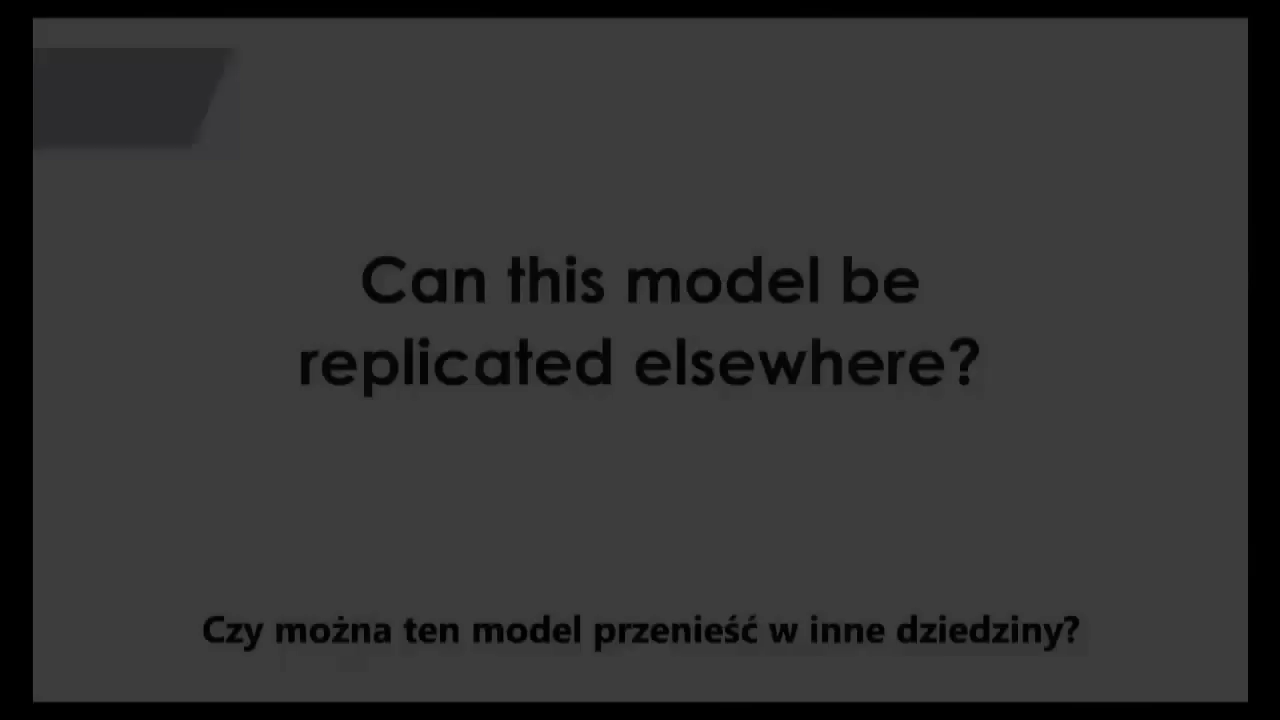 Can this model be
replicated elsewhere?
Czy można ten model przenieść w inne dziedziny?